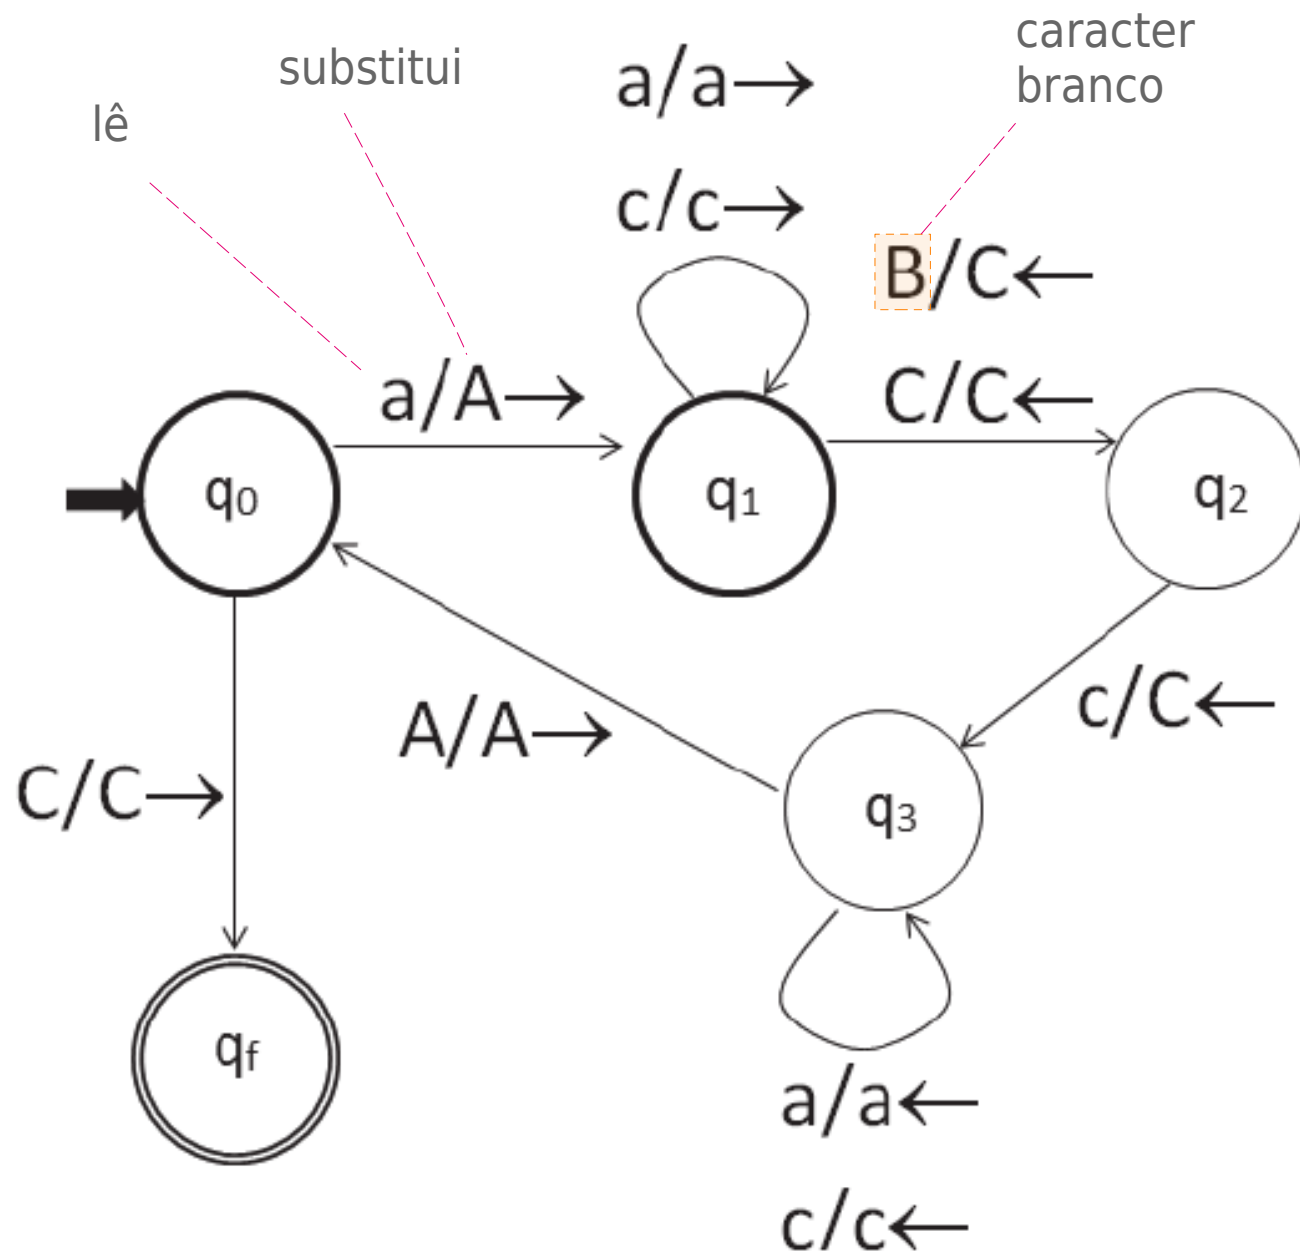 lê
substitui
caracter
branco
a/a→
c/c→
B/C←
C/C←
a/A→
q0
q1
q2
A/A→
c/C←
C/C→
q3
qf
a/a←
c/c←